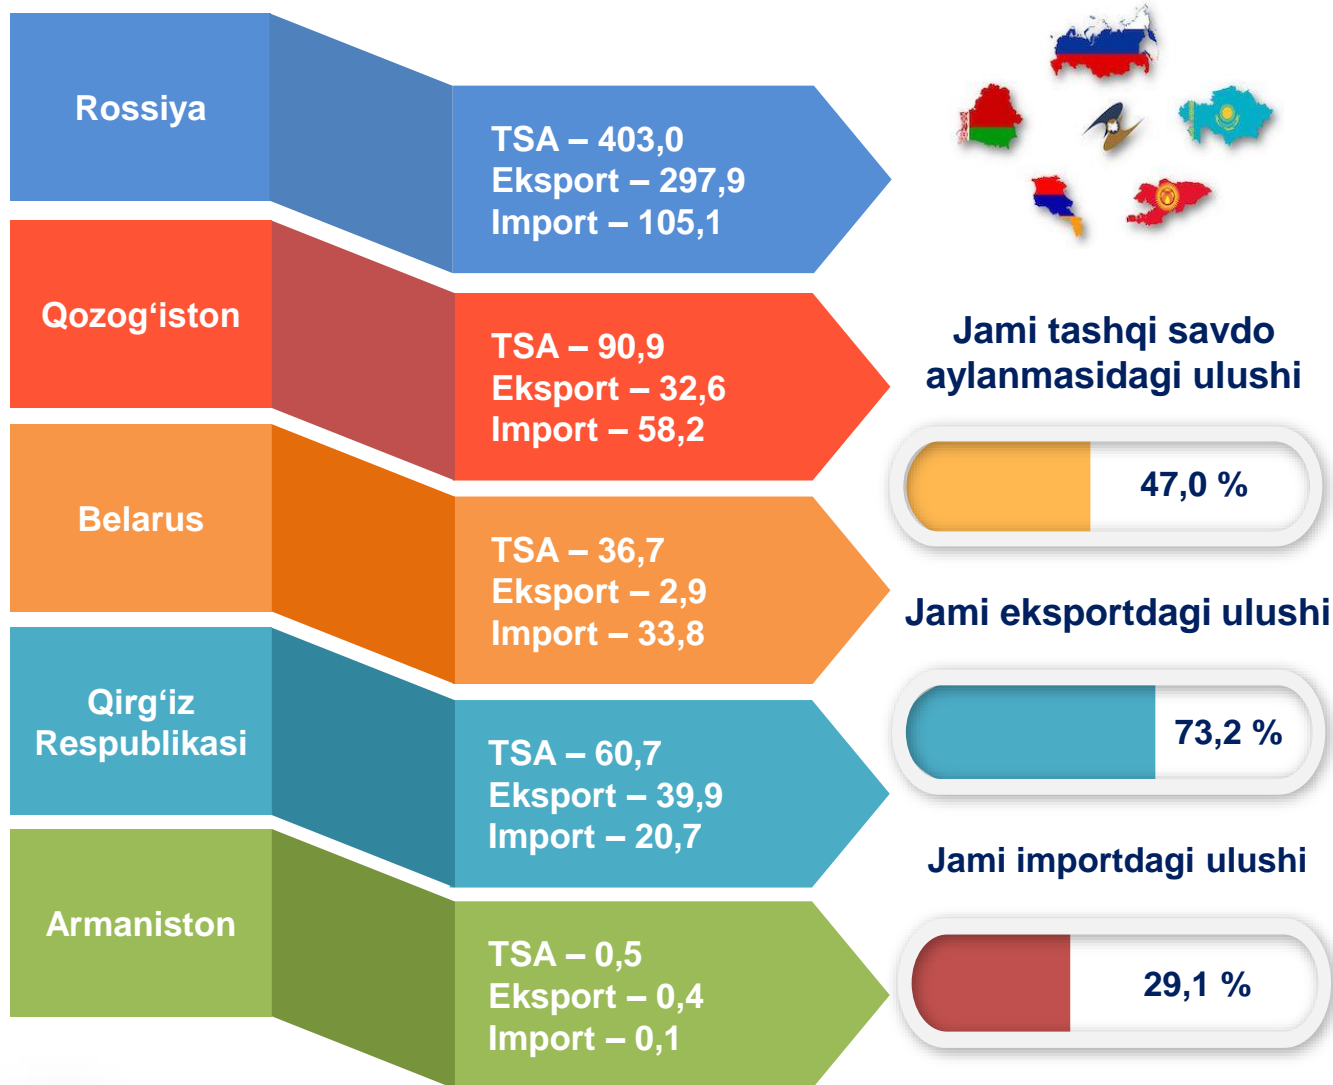 Rossiya
TSA – 403,0
Eksport – 297,9
Import – 105,1
Qozog‘iston
TSA – 90,9
Eksport – 32,6
Import – 58,2
Belarus
TSA – 36,7
Eksport – 2,9
Import – 33,8
Qirg‘iz
Respublikasi
TSA – 60,7
Eksport – 39,9
Import – 20,7
Armaniston
TSA – 0,5
Eksport – 0,4
Import – 0,1
Jami tashqi savdo
aylanmasidagi ulushi
47,0 %
Jami eksportdagi ulushi
73,2 %
Jami importdagi ulushi
29,1 %